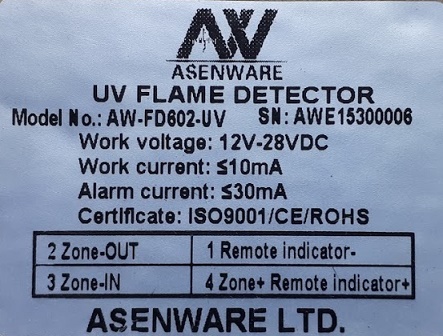 AW
ASENWARE
UV FLAME DETECTOR
Model No.: AW-FD602-UV SN: AWE15300006
Work voltage: 12V-28VDC
Work current: ≤10mA
Alarm current: ≤30mA
Certificate: ISO9001/CE/ROHS
2 Zone-OUT 1 Remote indicator-
3 Zone-IN 4 Zone+ Remote indicator+
ASENWARE LTD.